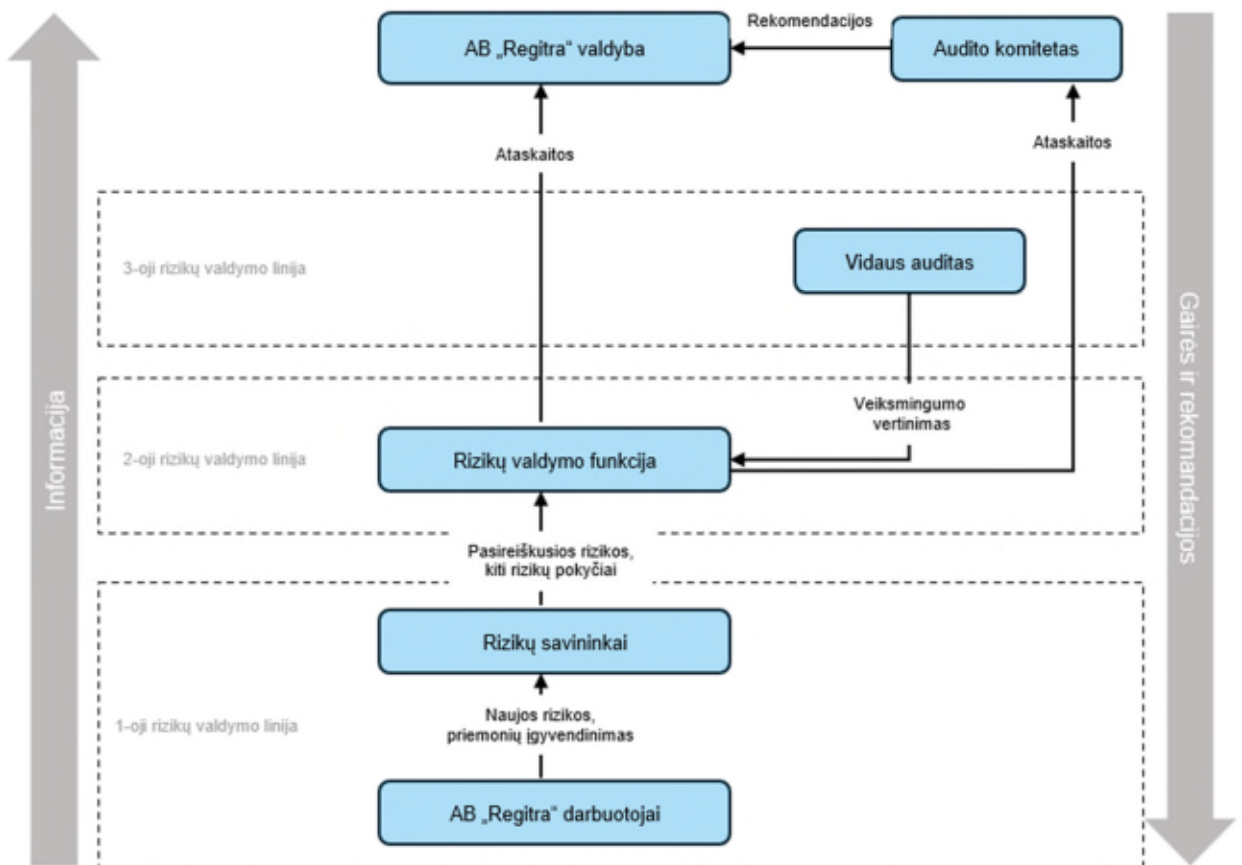 Rekomendacijos
AB „Regitra“ valdyba
Audito komitetas
Ataskaitos
Ataskaitos
3-oji rizikų valdymo linija
Vidaus auditas
Veiksmingumo
vertinimas
2-oji rizikų valdymo linija
Rizikų valdymo funkcija
Pasireiškusios rizikos,
kiti rizikų pokyčiai
Rizikų savininkai
1-oji rizikų valdymo linija
Naujos rizikos,
priemonių įgyvendinimas
AB „Regitra“ darbuotojai
Informacija
Gairės ir rekomandacijos